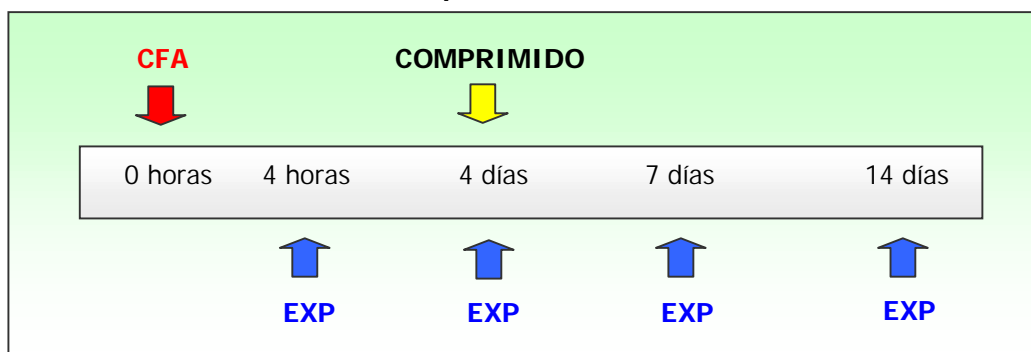 CFA COMPRIMIDO
0 horas 4 horas 4 días 7 días 14 días
EXP EXP EXP EXP